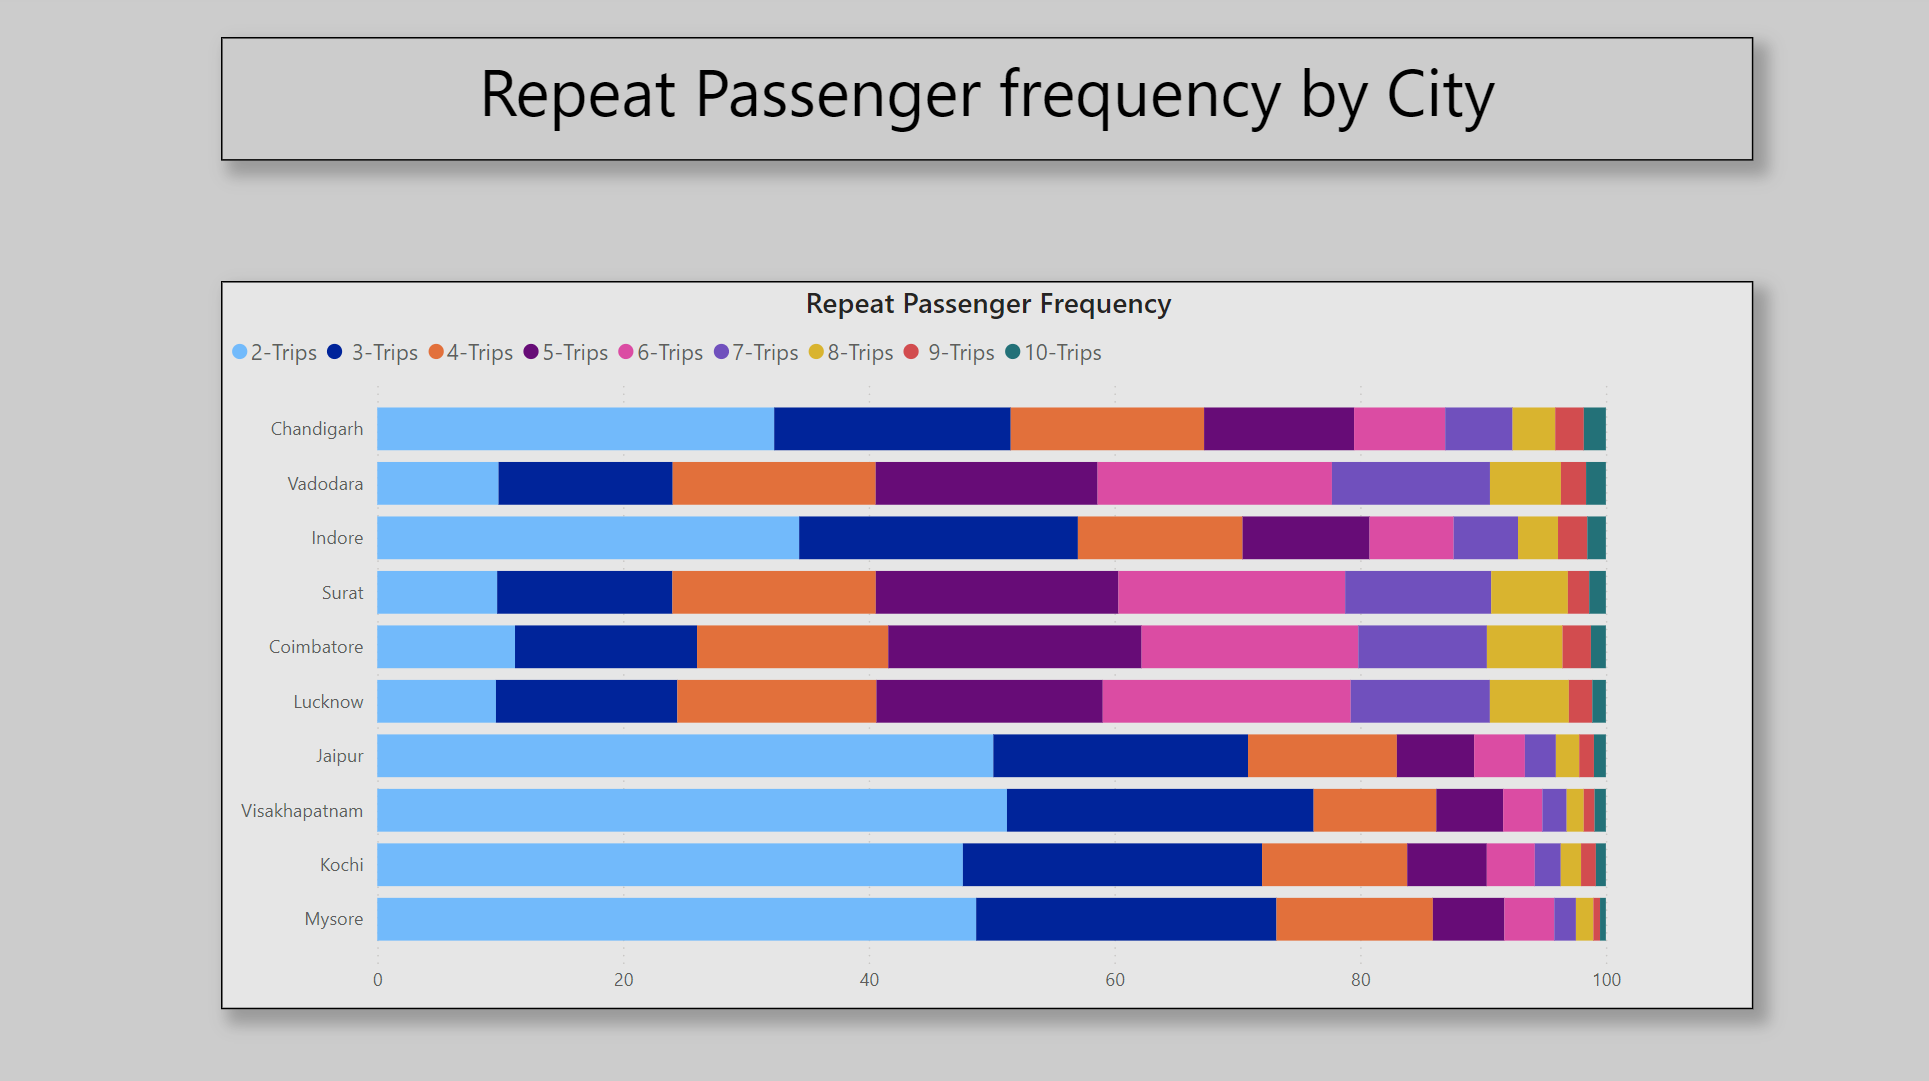 Repeat Passenger frequency by City
Repeat Passenger Frequency
2-Trips 3-Trips 4-Trips 5-Trips 6-Trips 7-Trips 8-Trips 9-Trips 10-Trips
Chandigarh
Vadodara
Indore
Surat
Coimbatore
Lucknow
Jaipur
Visakhapatnam
Kochi
Mysore
0 20 40 60 80 100